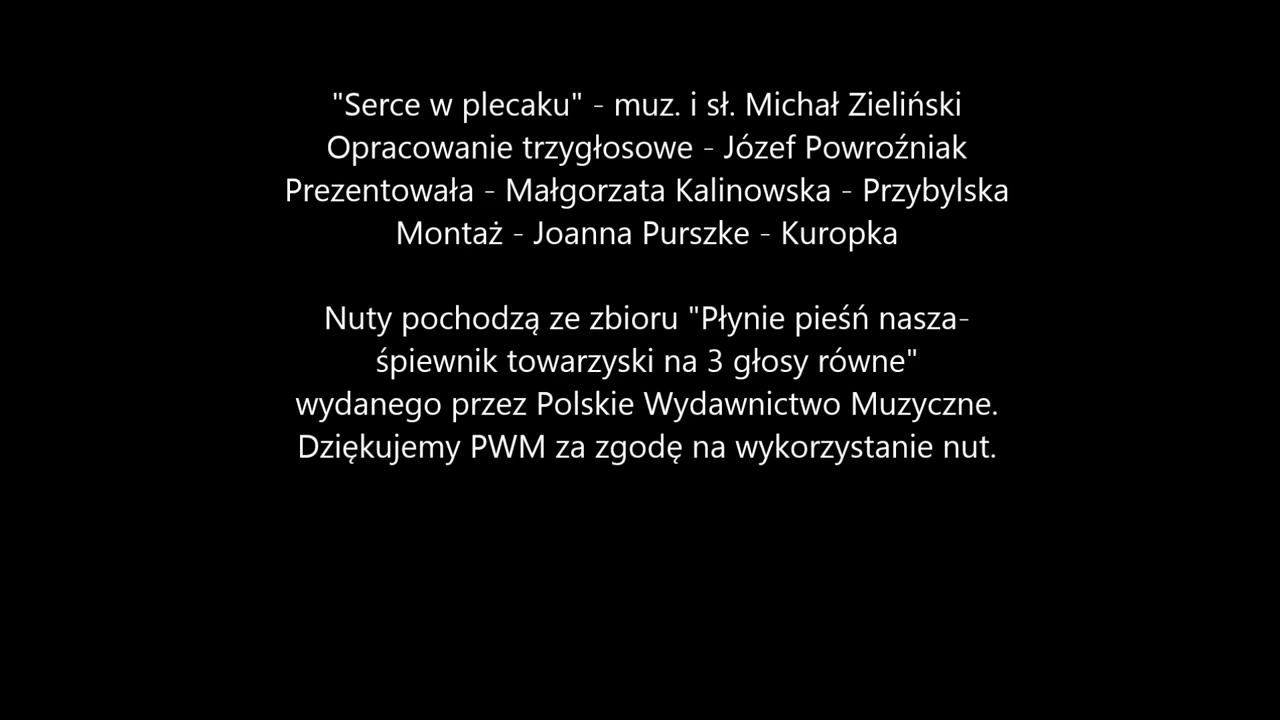 "Serce w plecaku" - muz. i sł. Michał Zieliński
Opracowanie trzygłosowe - Józef Powroźniak
Prezentowała - Małgorzata Kalinowska - Przybylska
Montaż - Joanna Purszke - Kuropka
Nuty pochodzą ze zbioru "Płynie pieśń nasza-
śpiewnik towarzyski na 3 głosy równe"
wydanego przez Polskie Wydawnictwo Muzyczne.
Dziękujemy PWM za zgodę na wykorzystanie nut.